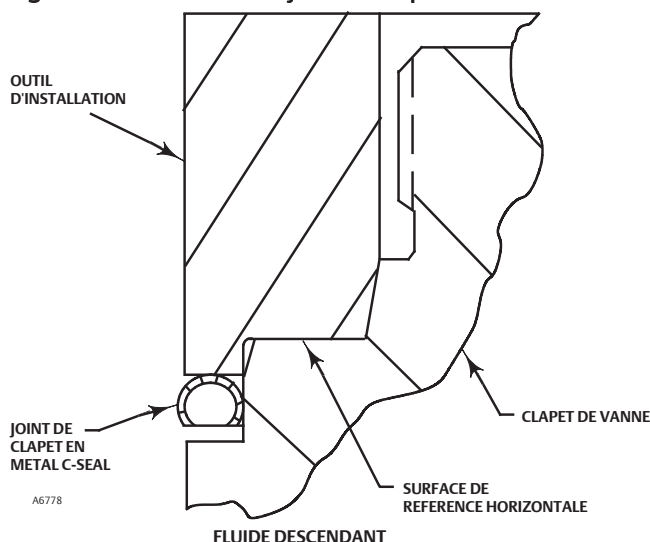 OUTIL
D'INSTALLATION
JOINT DE
CLAPET EN
METAL C-SEAL
CLAPET DE VANNE
SURFACE DE
REFERENCE HORIZONTALE
A6778
FLUIDE DESCENDANT